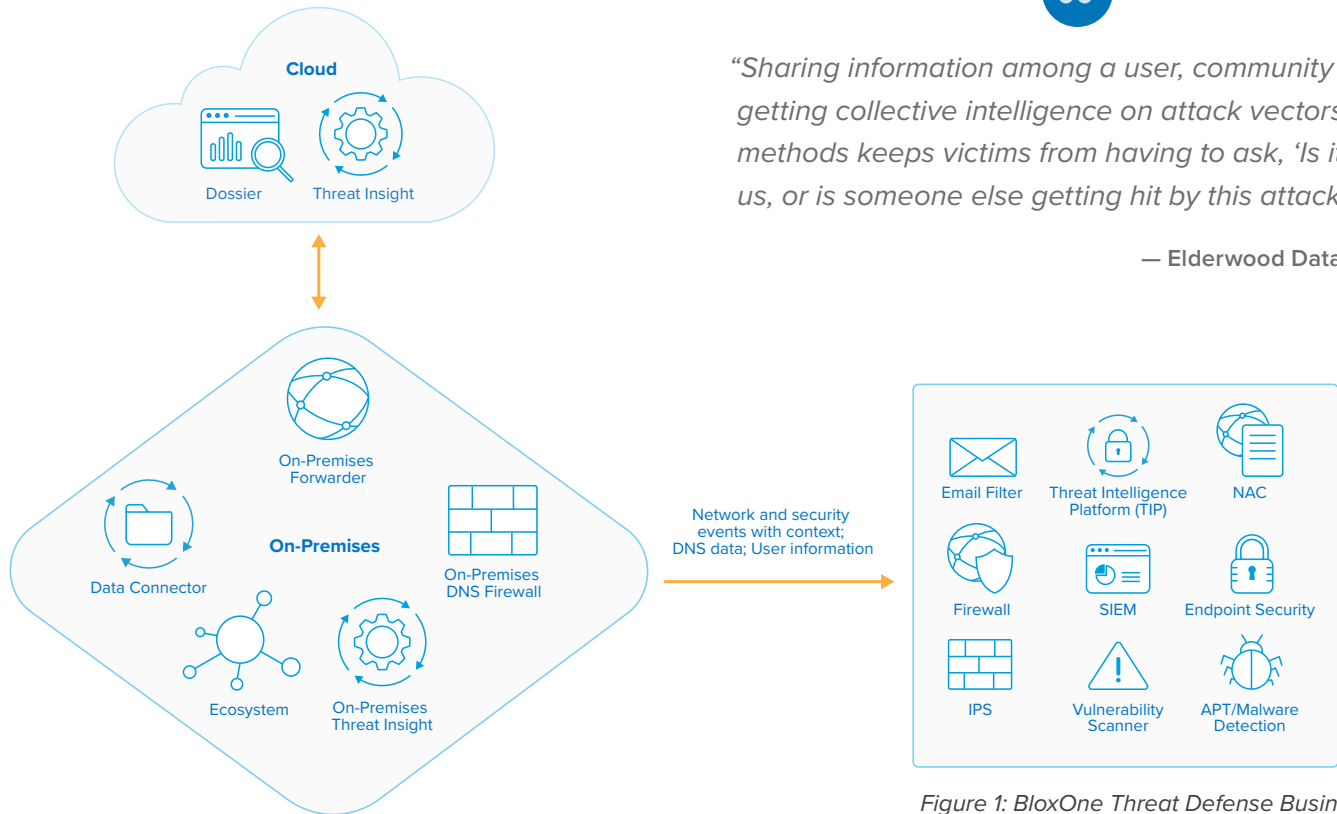 Cloud
Dossier
Threat Insight
“Sharing information among a user, community
getting collective intelligence on attack vectors
methods keeps victims from having to ask, ‘Is it
us, or is someone else getting hit by this attack
— Elderwood Data
On-Premises
Forwarder
Data Connector
On-Premises
On-Premises
DNS Firewall
Ecosystem
On-Premises
Threat Insight
Network and security
events with context;
DNS data; User information
Email Filter
Threat Intelligence
Platform (TIP)
NAC
Firewall
SIEM
Endpoint Security
IPS
Vulnerability
Scanner
APT/Malware
Detection
Figure 1: BloxOne Threat Defense Busin